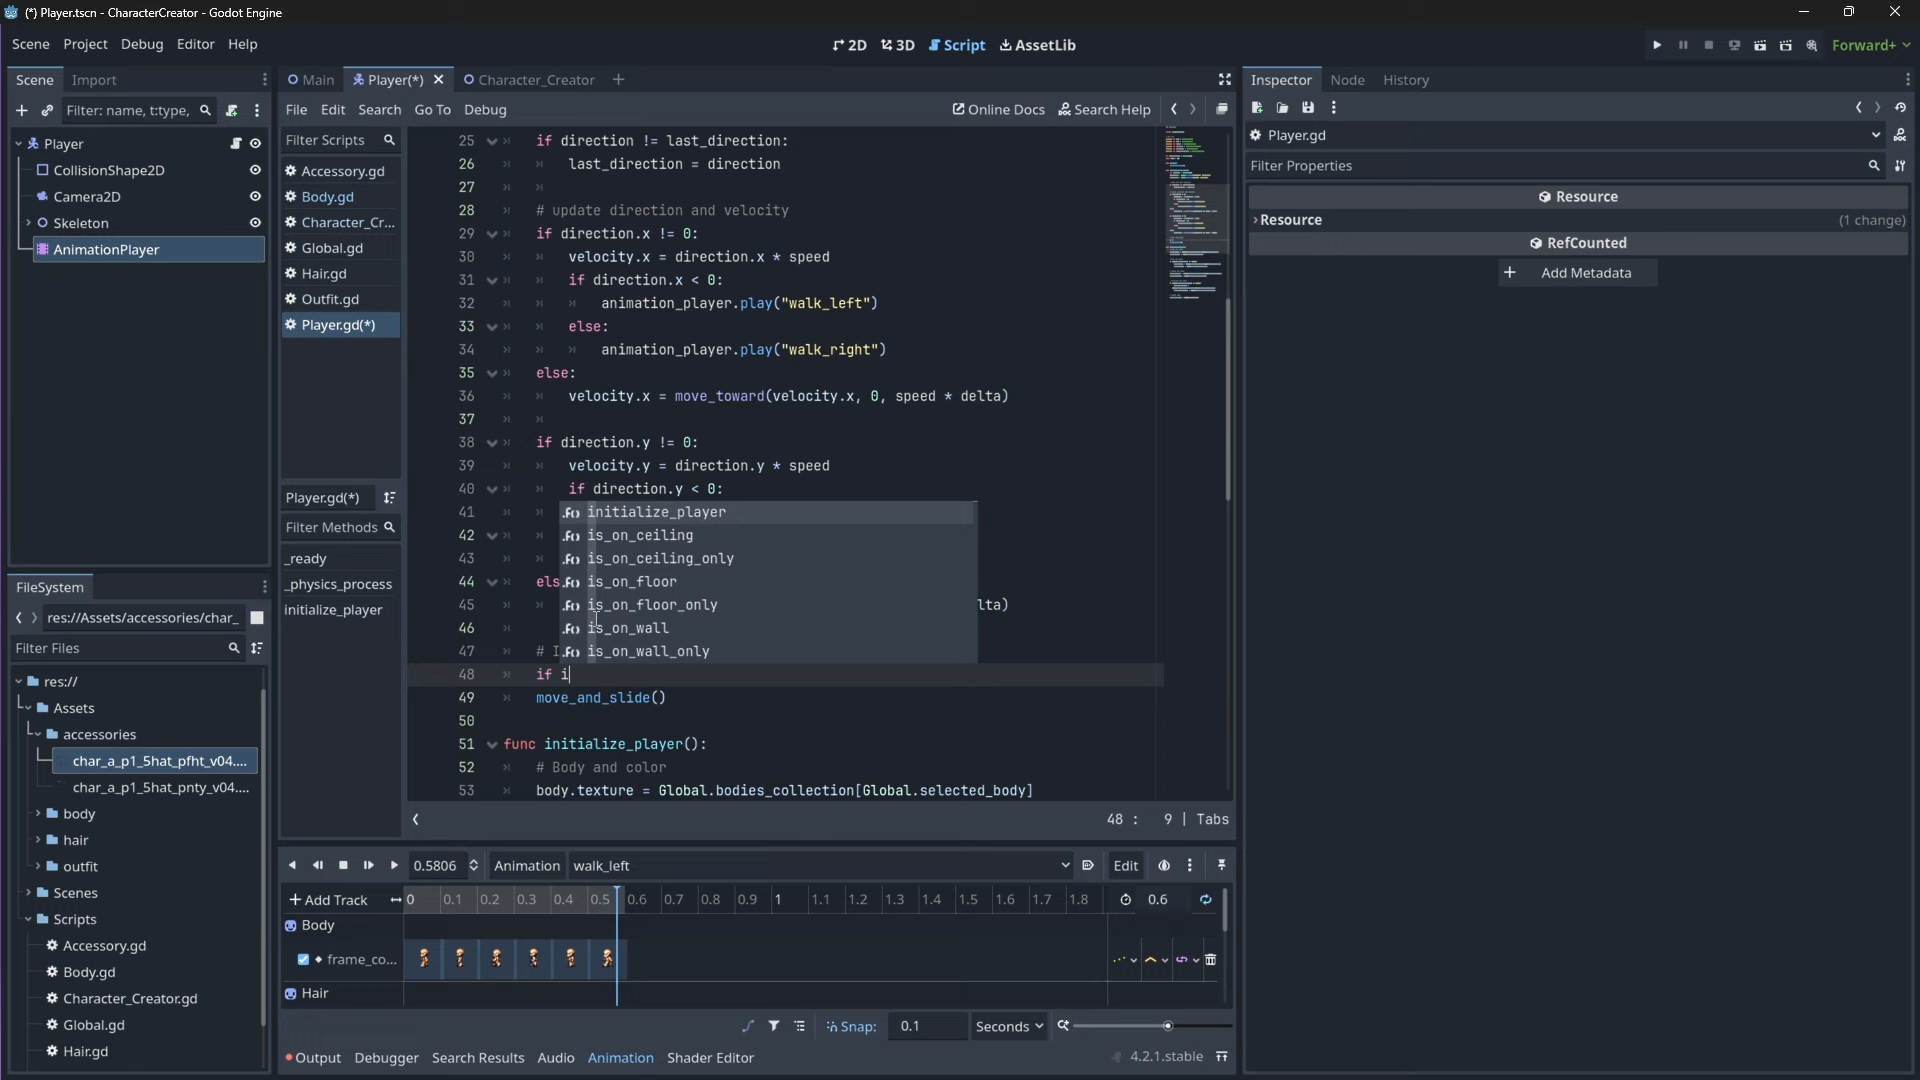 (*) Player.tscn - CharacterCreator - Godot Engine
Scene Project Debug Editor Help
2D 3D Script AssetLib
Forward+
Scene Import
Filter: name, t:type,
Player
CollisionShape2D
Camera2D
Skeleton
AnimationPlayer
FileSystem
res://Assets/accessories/char_
Filter Files
res://
Assets
accessories
char_a_p1_5hat_pfht_v04....
char_a_p1_5hat_pnty_v04....
body
hair
outfit
Scenes
Scripts
Accessory.gd
Body.gd
Character_Creator.gd
Global.gd
Hair.gd
Main Player(*) Character_Creator
File Edit Search Go To Debug
Online Docs Search Help
Filter Scripts
Accessory.gd
Body.gd
Character_Cr...
Global.gd
Hair.gd
Outfit.gd
Player.gd(*)
Player.gd(*)
Filter Methods
_ready
_physics_process
initialize_player
25 if direction != last_direction:
26 last_direction = direction
27
28 # update direction and velocity
29 if direction.x != 0:
30 velocity.x = direction.x * speed
31 if direction.x < 0:
32 animation_player.play("walk_left")
33 else:
34 animation_player.play("walk_right")
35 else:
36 velocity.x = move_toward(velocity.x, 0, speed * delta)
37
38 if direction.y != 0:
39 velocity.y = direction.y * speed
40 if direction.y < 0:
41 initialize_player
42 is_on_ceiling
43 is_on_ceiling_only
44 els is_on_floor
45 is_on_floor_only lta)
46 is_on_wall
47 # I is_on_wall_only
48 if i
49 move_and_slide()
50
51 func initialize_player():
52 # Body and color
53 body.texture = Global.bodies_collection[Global.selected_body]
48 : 9 | Tabs
0.5806 Animation walk_left Edit
Add Track 0 0.1 0.2 0.3 0.4 0.5 0.6 0.7 0.8 0.9 1 1.1 1.2 1.3 1.4 1.5 1.6 1.7 1.8 0.6
Body
frame_co...
Hair
Snap: 0.1 Seconds
Output Debugger Search Results Audio Animation Shader Editor
4.2.1.stable
Inspector Node History
Player.gd
Filter Properties
Resource
Resource (1 change)
RefCounted
Add Metadata